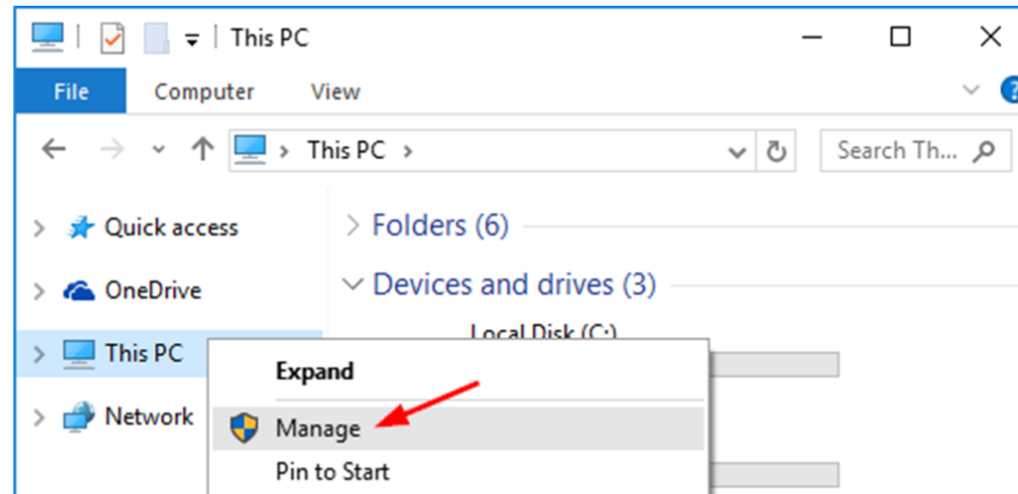 This PC
File Computer View
This PC
Search Th...
Quick access
Folders (6)
OneDrive
Devices and drives (3)
Local Disk (C:)
This PC
Expand
Network
Manage
Pin to Start